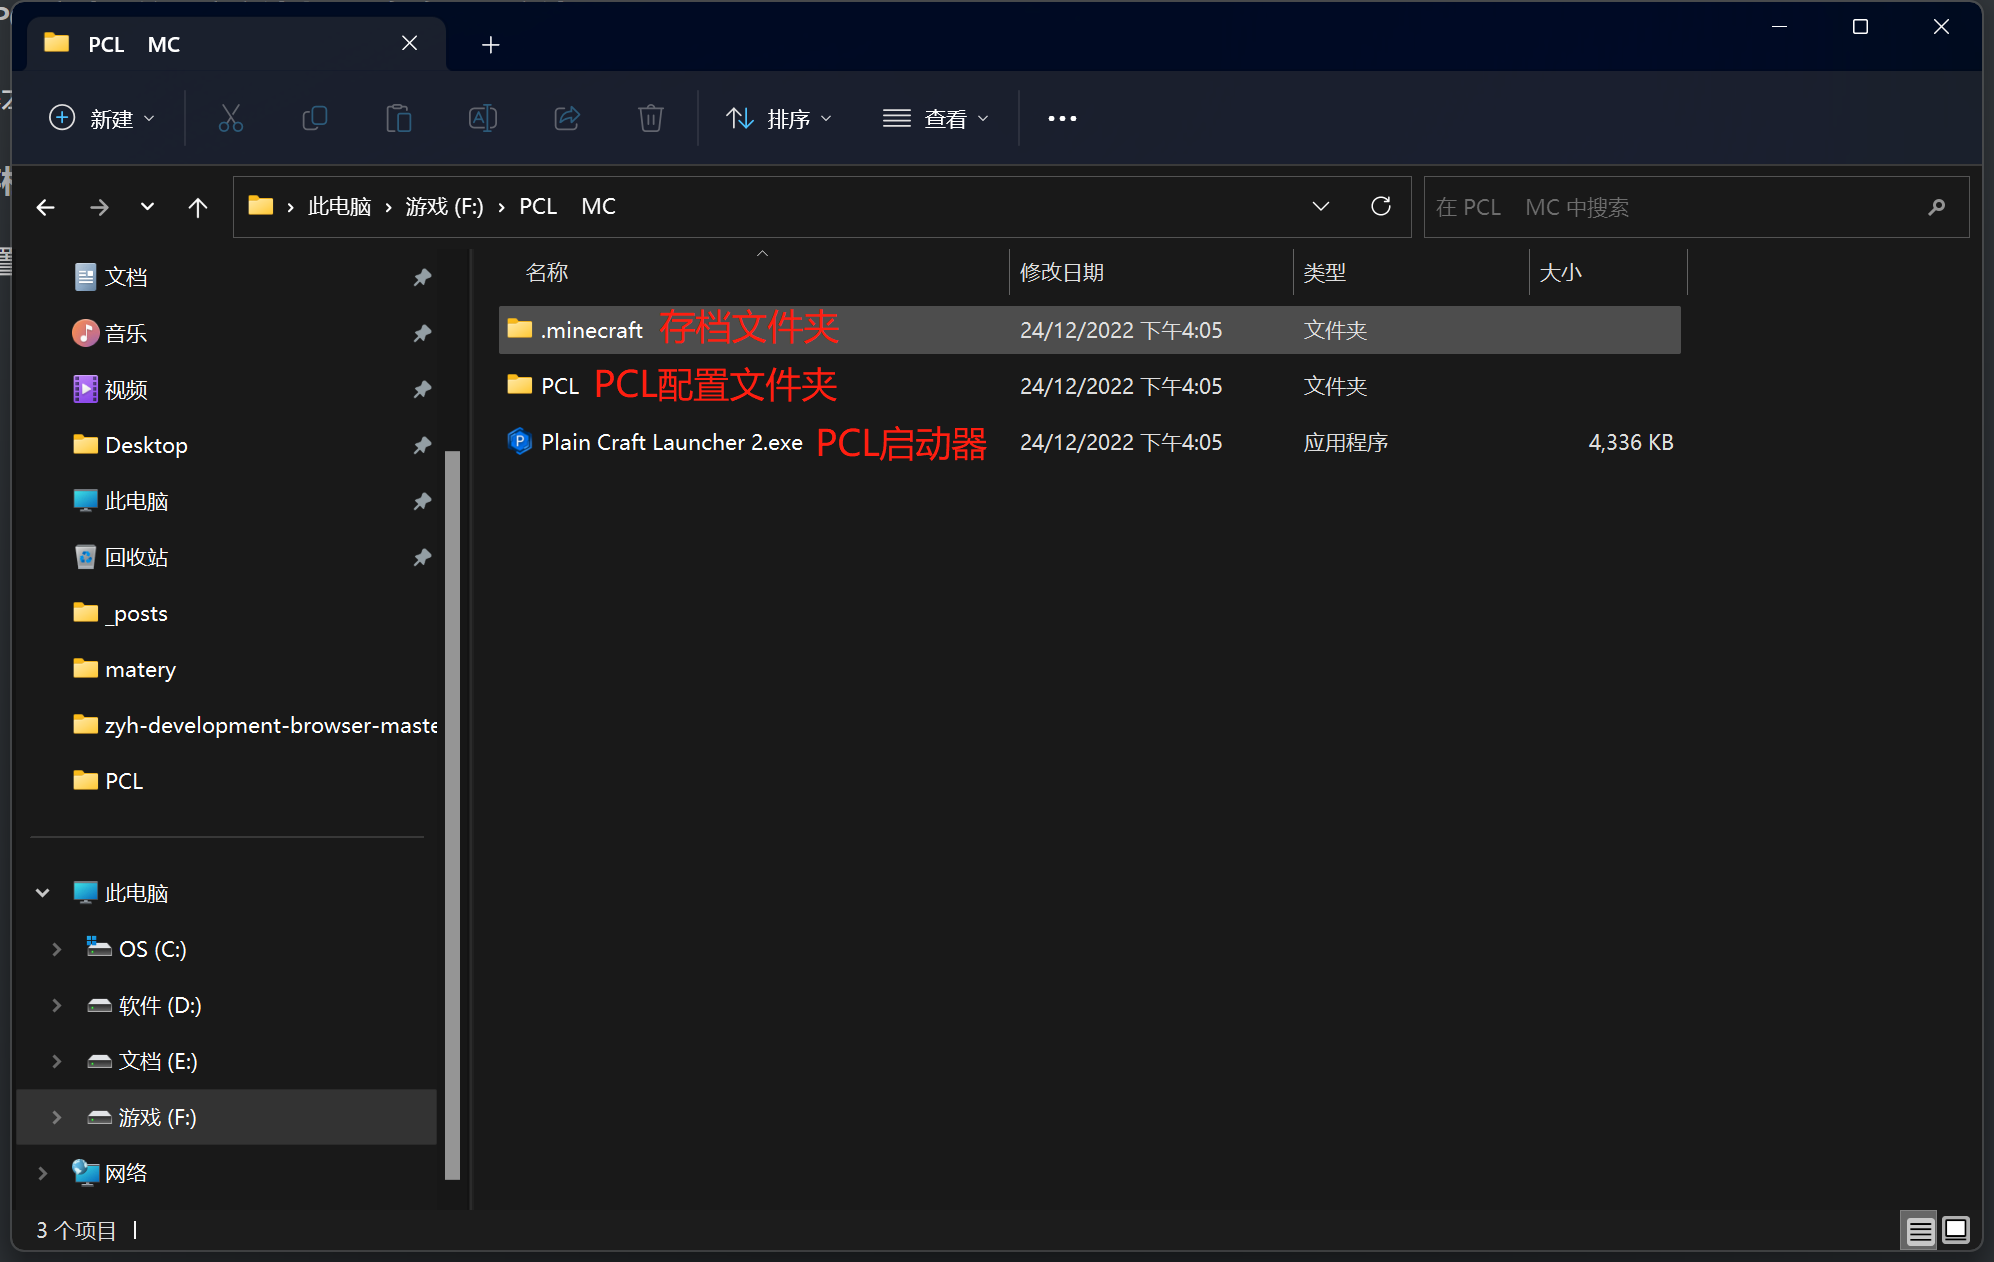 PCL    MC
新建
排序
查看
此电脑 › 游戏 (F:) › PCL    MC
在 PCL    MC 中搜索
名称 修改日期 类型 大小
.minecraft 存档文件夹 24/12/2022 下午4:05 文件夹
PCL PCL配置文件夹 24/12/2022 下午4:05 文件夹
Plain Craft Launcher 2.exe PCL启动器 24/12/2022 下午4:05 应用程序 4,336 KB
文档
音乐
视频
Desktop
此电脑
回收站
_posts
matery
zyh-development-browser-maste
PCL
此电脑
OS (C:)
软件 (D:)
文档 (E:)
游戏 (F:)
网络
3 个项目